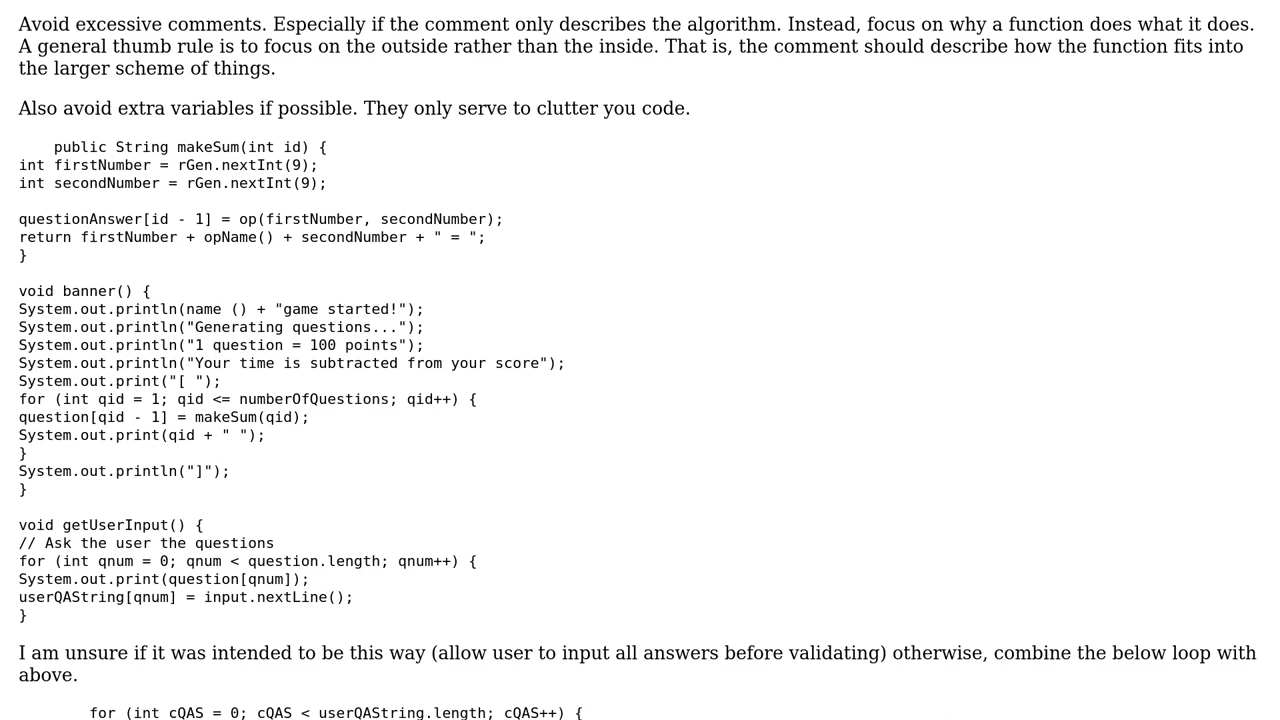 Avoid excessive comments. Especially if the comment only describes the algorithm. Instead, focus on why a function does what it does.
A general thumb rule is to focus on the outside rather than the inside. That is, the comment should describe how the function fits into
the larger scheme of things.
Also avoid extra variables if possible. They only serve to clutter you code.
public String makeSum(int id) {
int firstNumber = rGen.nextInt(9);
int secondNumber = rGen.nextInt(9);
questionAnswer[id - 1] = op(firstNumber, secondNumber);
return firstNumber + opName() + secondNumber + " = ";
}
void banner() {
System.out.println(name () + "game started!");
System.out.println("Generating questions...");
System.out.println("1 question = 100 points");
System.out.println("Your time is subtracted from your score");
System.out.print("[ ");
for (int qid = 1; qid <= numberOfQuestions; qid++) {
question[qid - 1] = makeSum(qid);
System.out.print(qid + " ");
}
System.out.println("]");
}
void getUserInput() {
// Ask the user the questions
for (int qnum = 0; qnum < question.length; qnum++) {
System.out.print(question[qnum]);
userQAString[qnum] = input.nextLine();
}
I am unsure if it was intended to be this way (allow user to input all answers before validating) otherwise, combine the below loop with
above.
for (int cQAS = 0; cQAS < userQAString.length; cQAS++) {